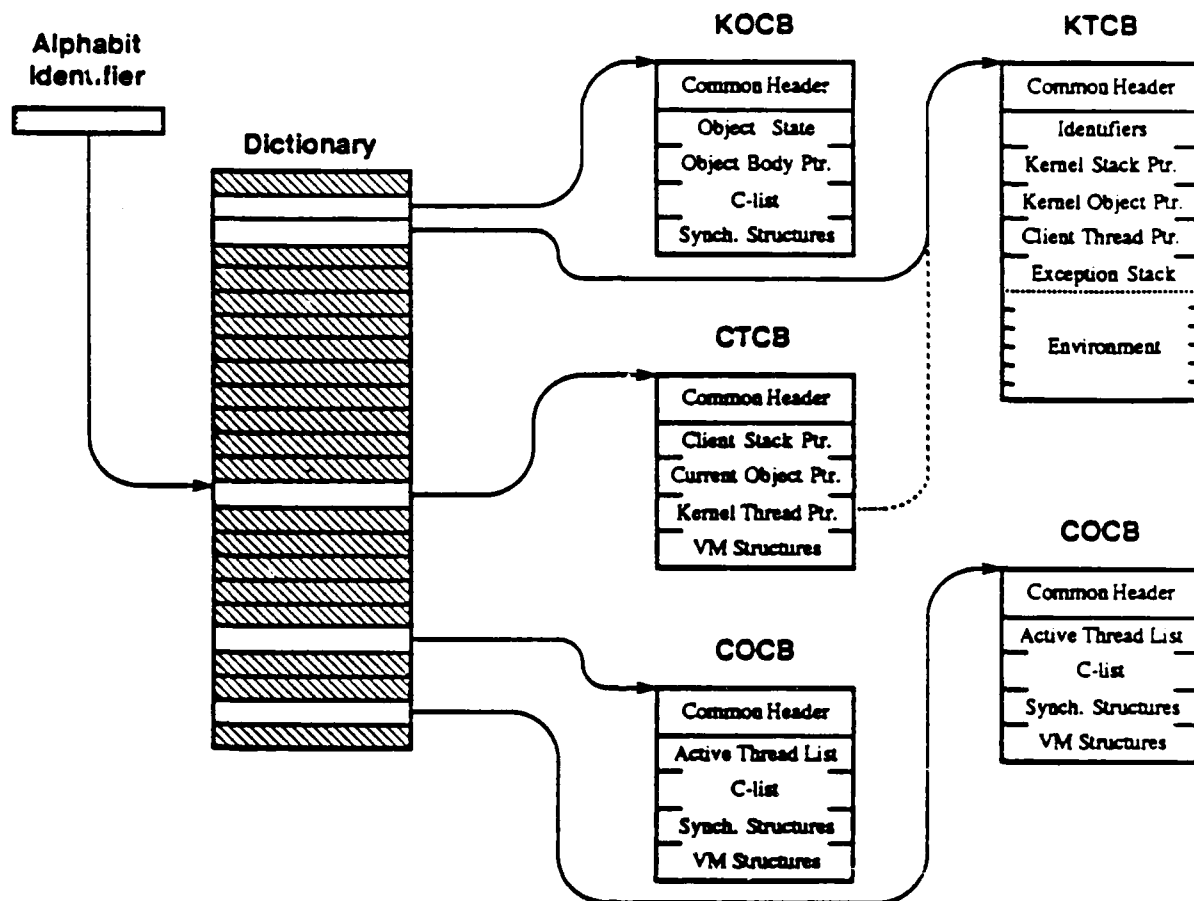 Alphabit
Identifier
Dictionary
KOCB
Common Header
Object State
Object Body Ptr.
C-list
Synch. Structures
KTCB
Common Header
Identifiers
Kernel Stack Ptr.
Kernel Object Ptr.
Client Thread Ptr.
Exception Stack
Environment
CTCB
Common Header
Client Stack Ptr.
Current Object Ptr.
Kernel Thread Ptr.
VM Structures
COCB
Common Header
Active Thread List
C-list
Synch. Structures
VM Structures
COCB
Common Header
Active Thread List
C-list
Synch. Structures
VM Structures